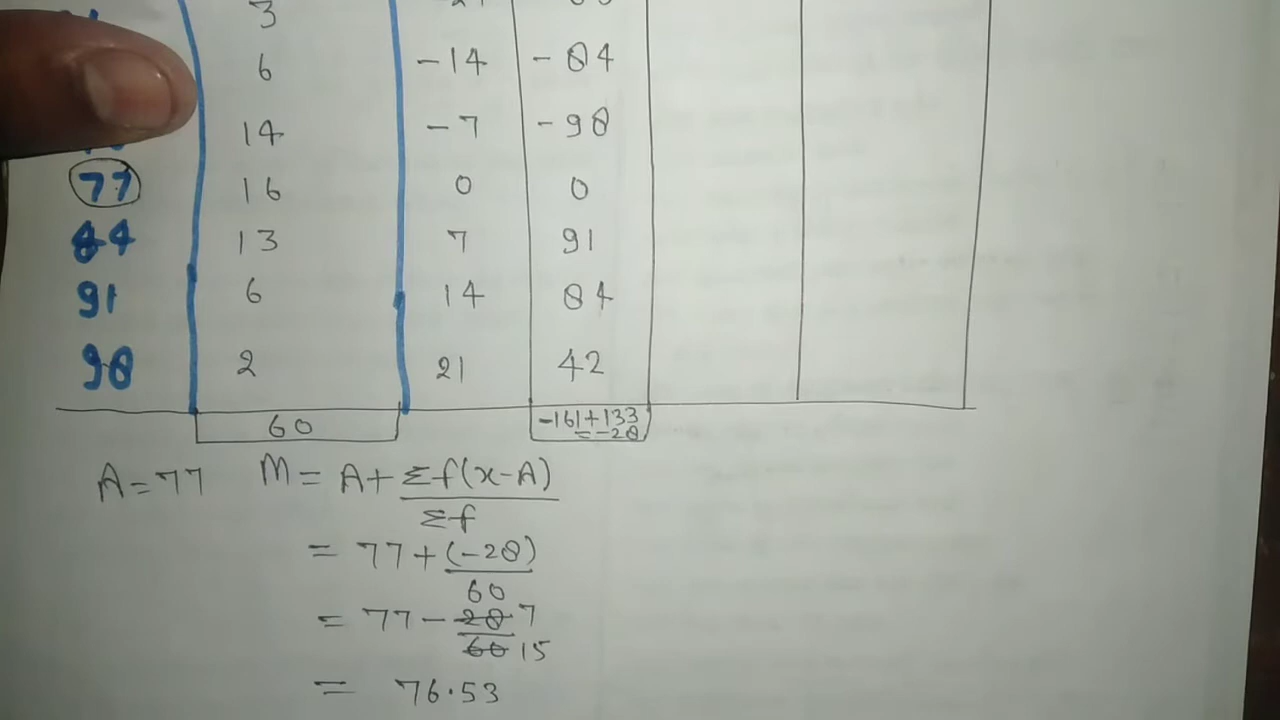 3
6 -14 -84
14 -7 -98
77 16 0 0
84 13 7 91
91 6 14 84
98 2 21 42
60 -161+133
= -28
A=77 M= A+ Σf(x-A)
Σf
= 77+(-28)
60
= 77- 28 7
60 15
= 76.53